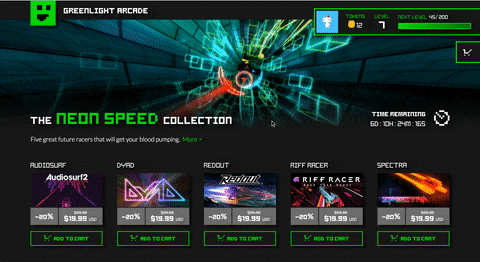 GREENLIGHT ARCADE
TOKENS
12
LEVEL
7
NEXT LEVEL 45/200
THE NEON SPEED COLLECTION
TIME REMAINING
6D : 10H : 24M : 16S
Five great future racers that will get your blood pumping. More >
AUDIOSURF
DYAD
REDOUT
RIFF RACER
SPECTRA
Audiosurf2
DYAD
Redout
RIFF RACER
-20% $19.99 USD
-20% $19.99 USD
-20% $19.99 USD
-20% $19.99 USD
-20% $19.99 USD
ADD TO CART
ADD TO CART
ADD TO CART
ADD TO CART
ADD TO CART